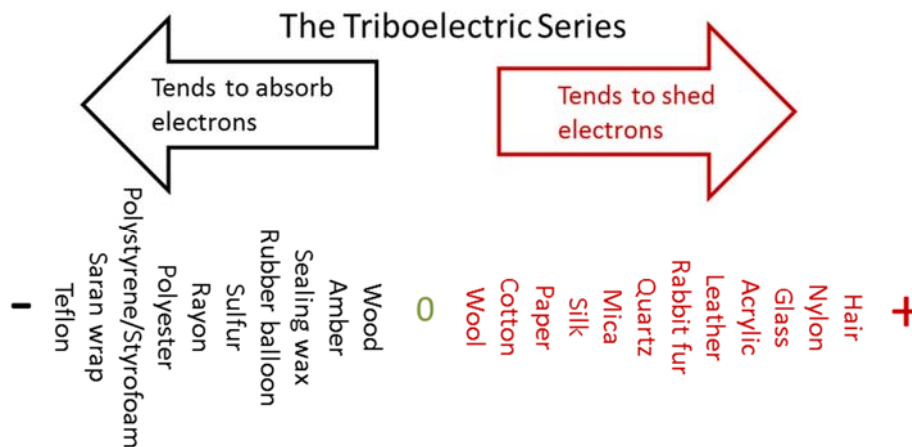 The Triboelectric Series
Tends to absorb
electrons
Tends to shed
electrons
-
Teflon
Saran wrap
Polystyrene/Styrofoam
Polyester
Rayon
Sulfur
Rubber balloon
Sealing wax
Amber
Wood
0
Wool
Cotton
Paper
Silk
Mica
Quartz
Rabbit fur
Leather
Acrylic
Glass
Nylon
Hair
+